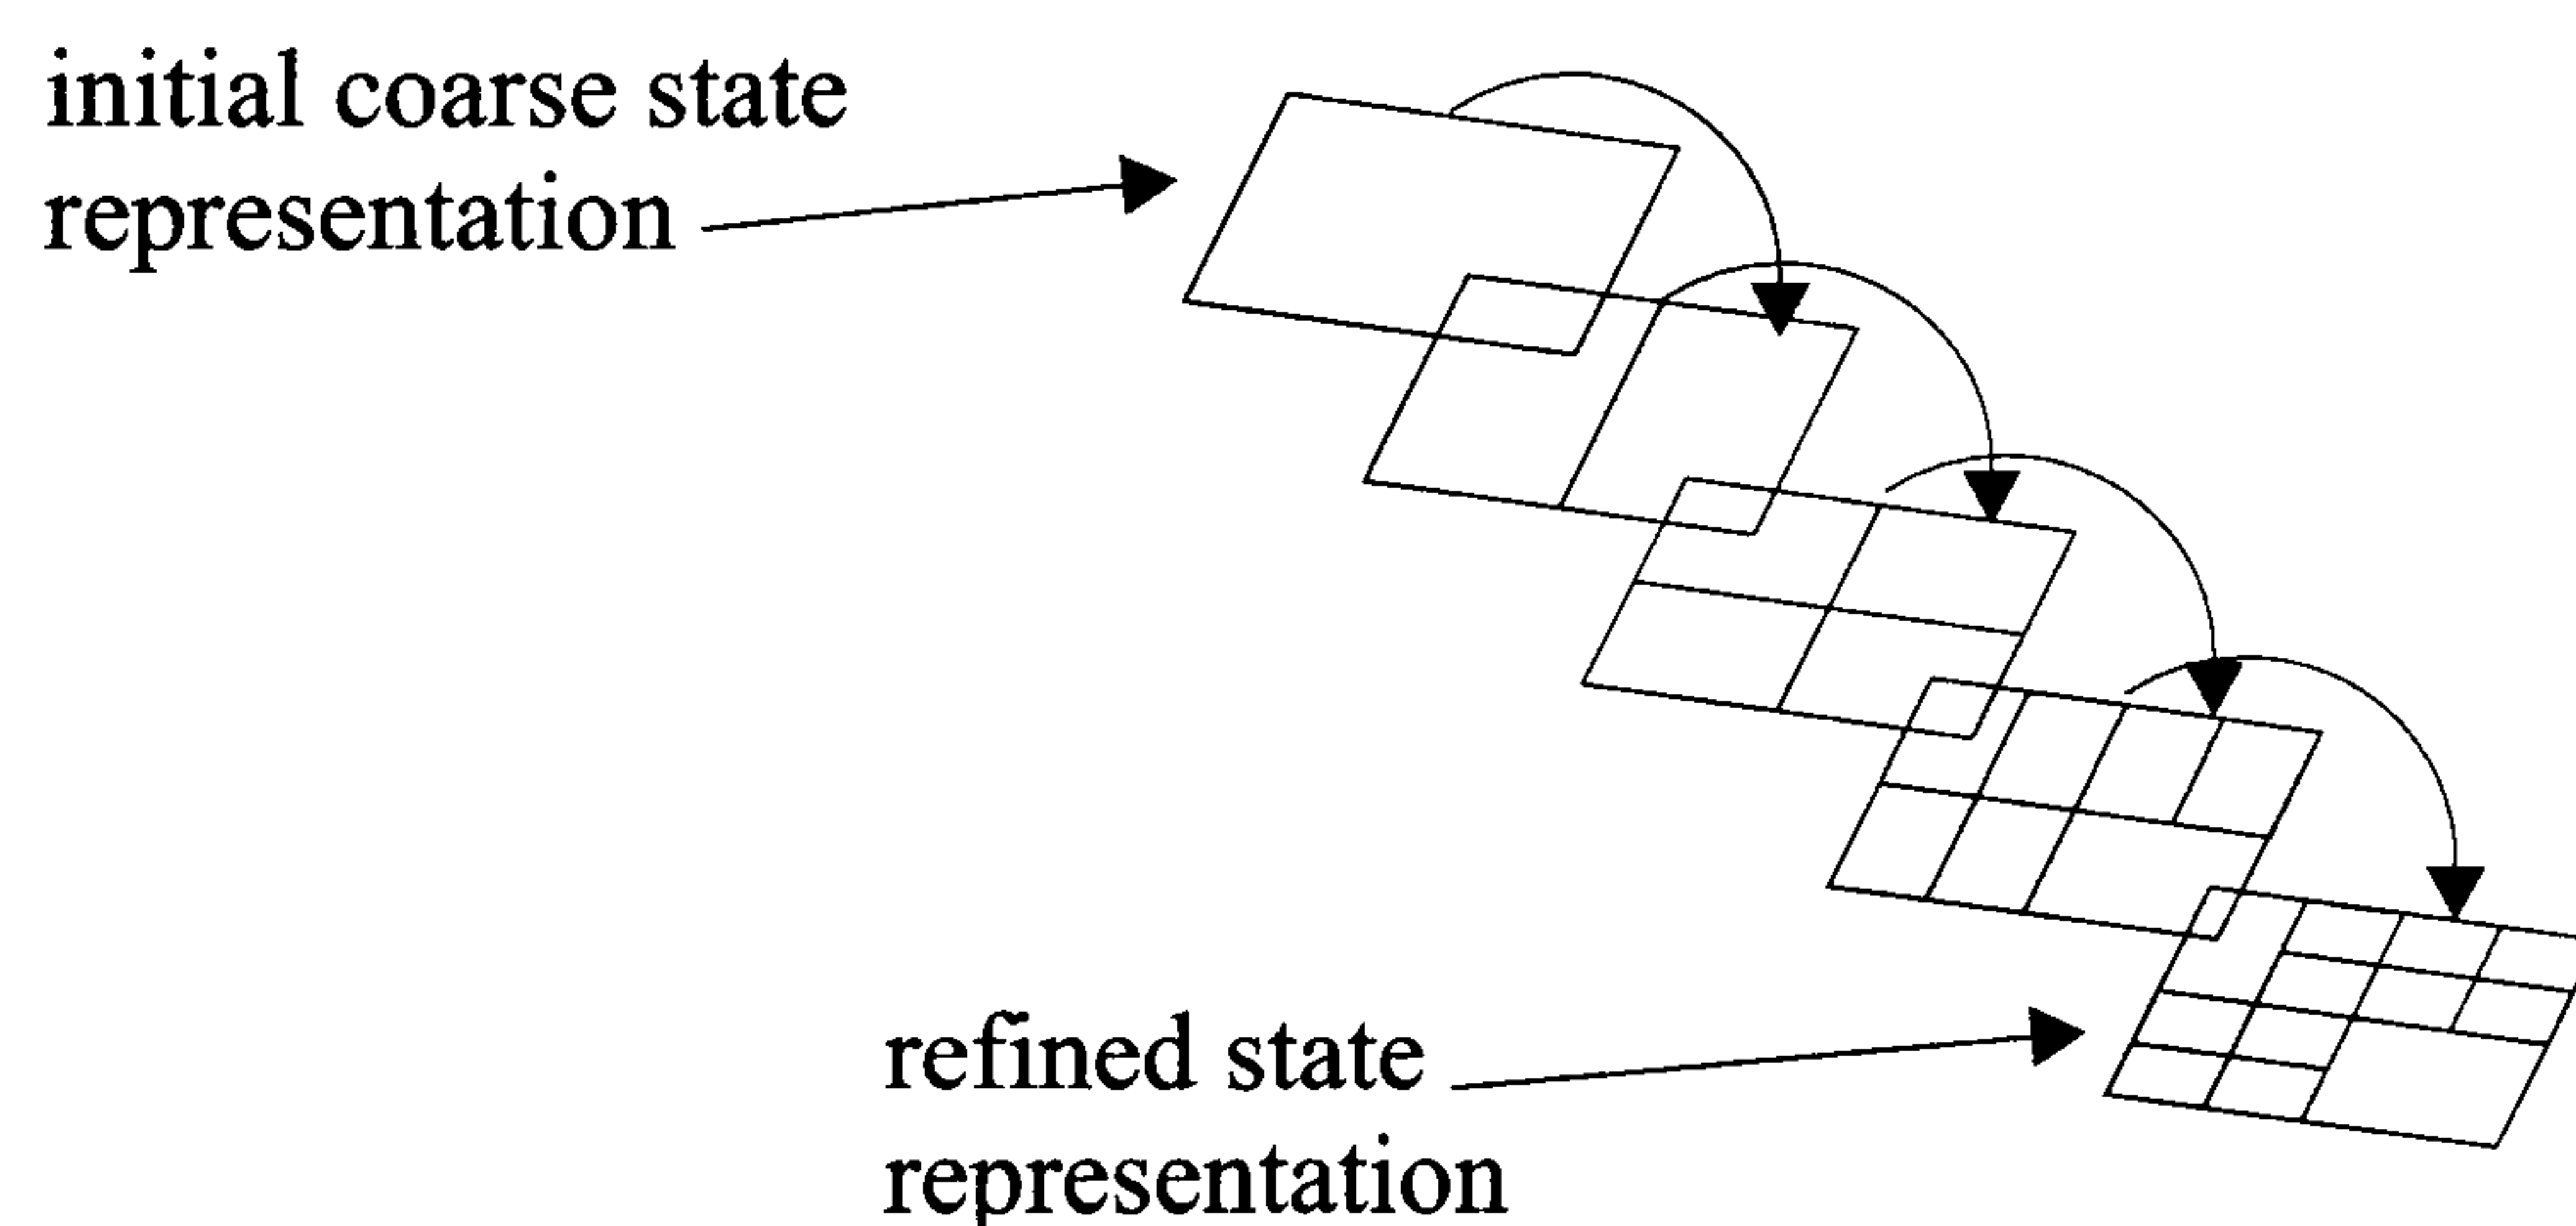 initial coarse state
representation
refined state
representation